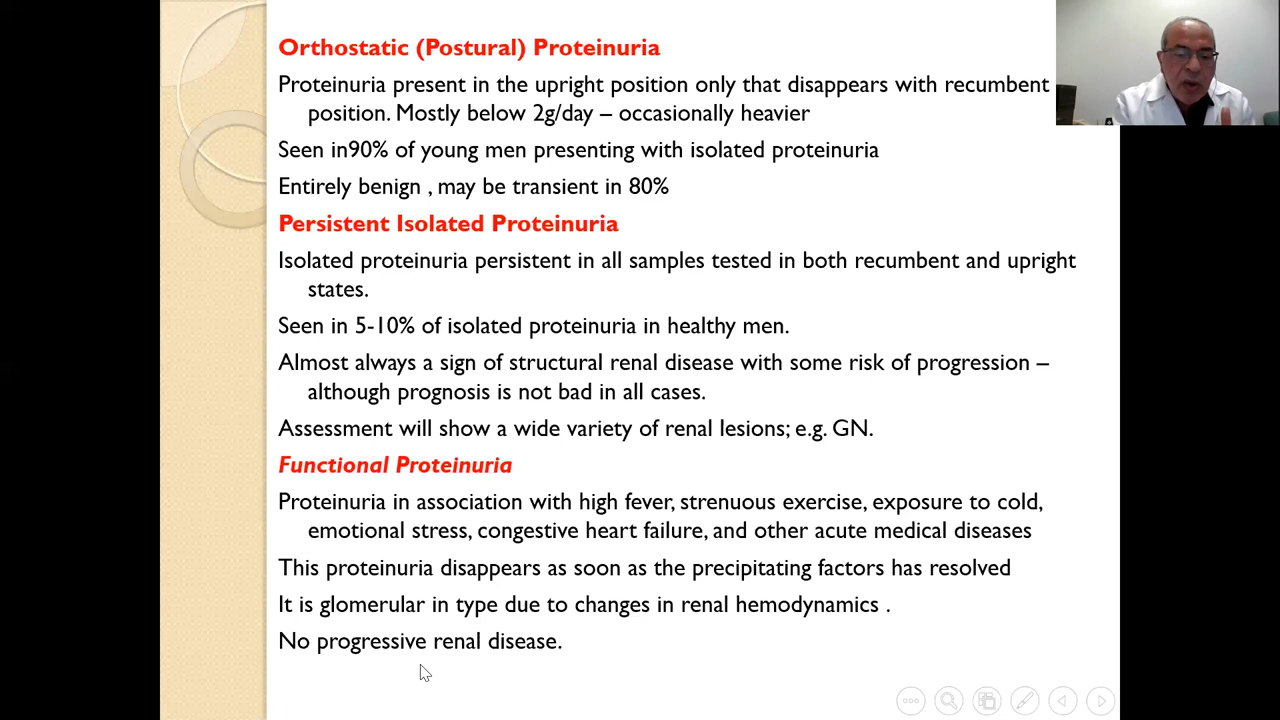 Orthostatic (Postural) Proteinuria
Proteinuria present in the upright position only that disappears with recumbent
position. Mostly below 2g/day – occasionally heavier
Seen in90% of young men presenting with isolated proteinuria
Entirely benign , may be transient in 80%
Persistent Isolated Proteinuria
Isolated proteinuria persistent in all samples tested in both recumbent and upright
states.
Seen in 5-10% of isolated proteinuria in healthy men.
Almost always a sign of structural renal disease with some risk of progression –
although prognosis is not bad in all cases.
Assessment will show a wide variety of renal lesions; e.g. GN.
Functional Proteinuria
Proteinuria in association with high fever, strenuous exercise, exposure to cold,
emotional stress, congestive heart failure, and other acute medical diseases
This proteinuria disappears as soon as the precipitating factors has resolved
It is glomerular in type due to changes in renal hemodynamics .
No progressive renal disease.